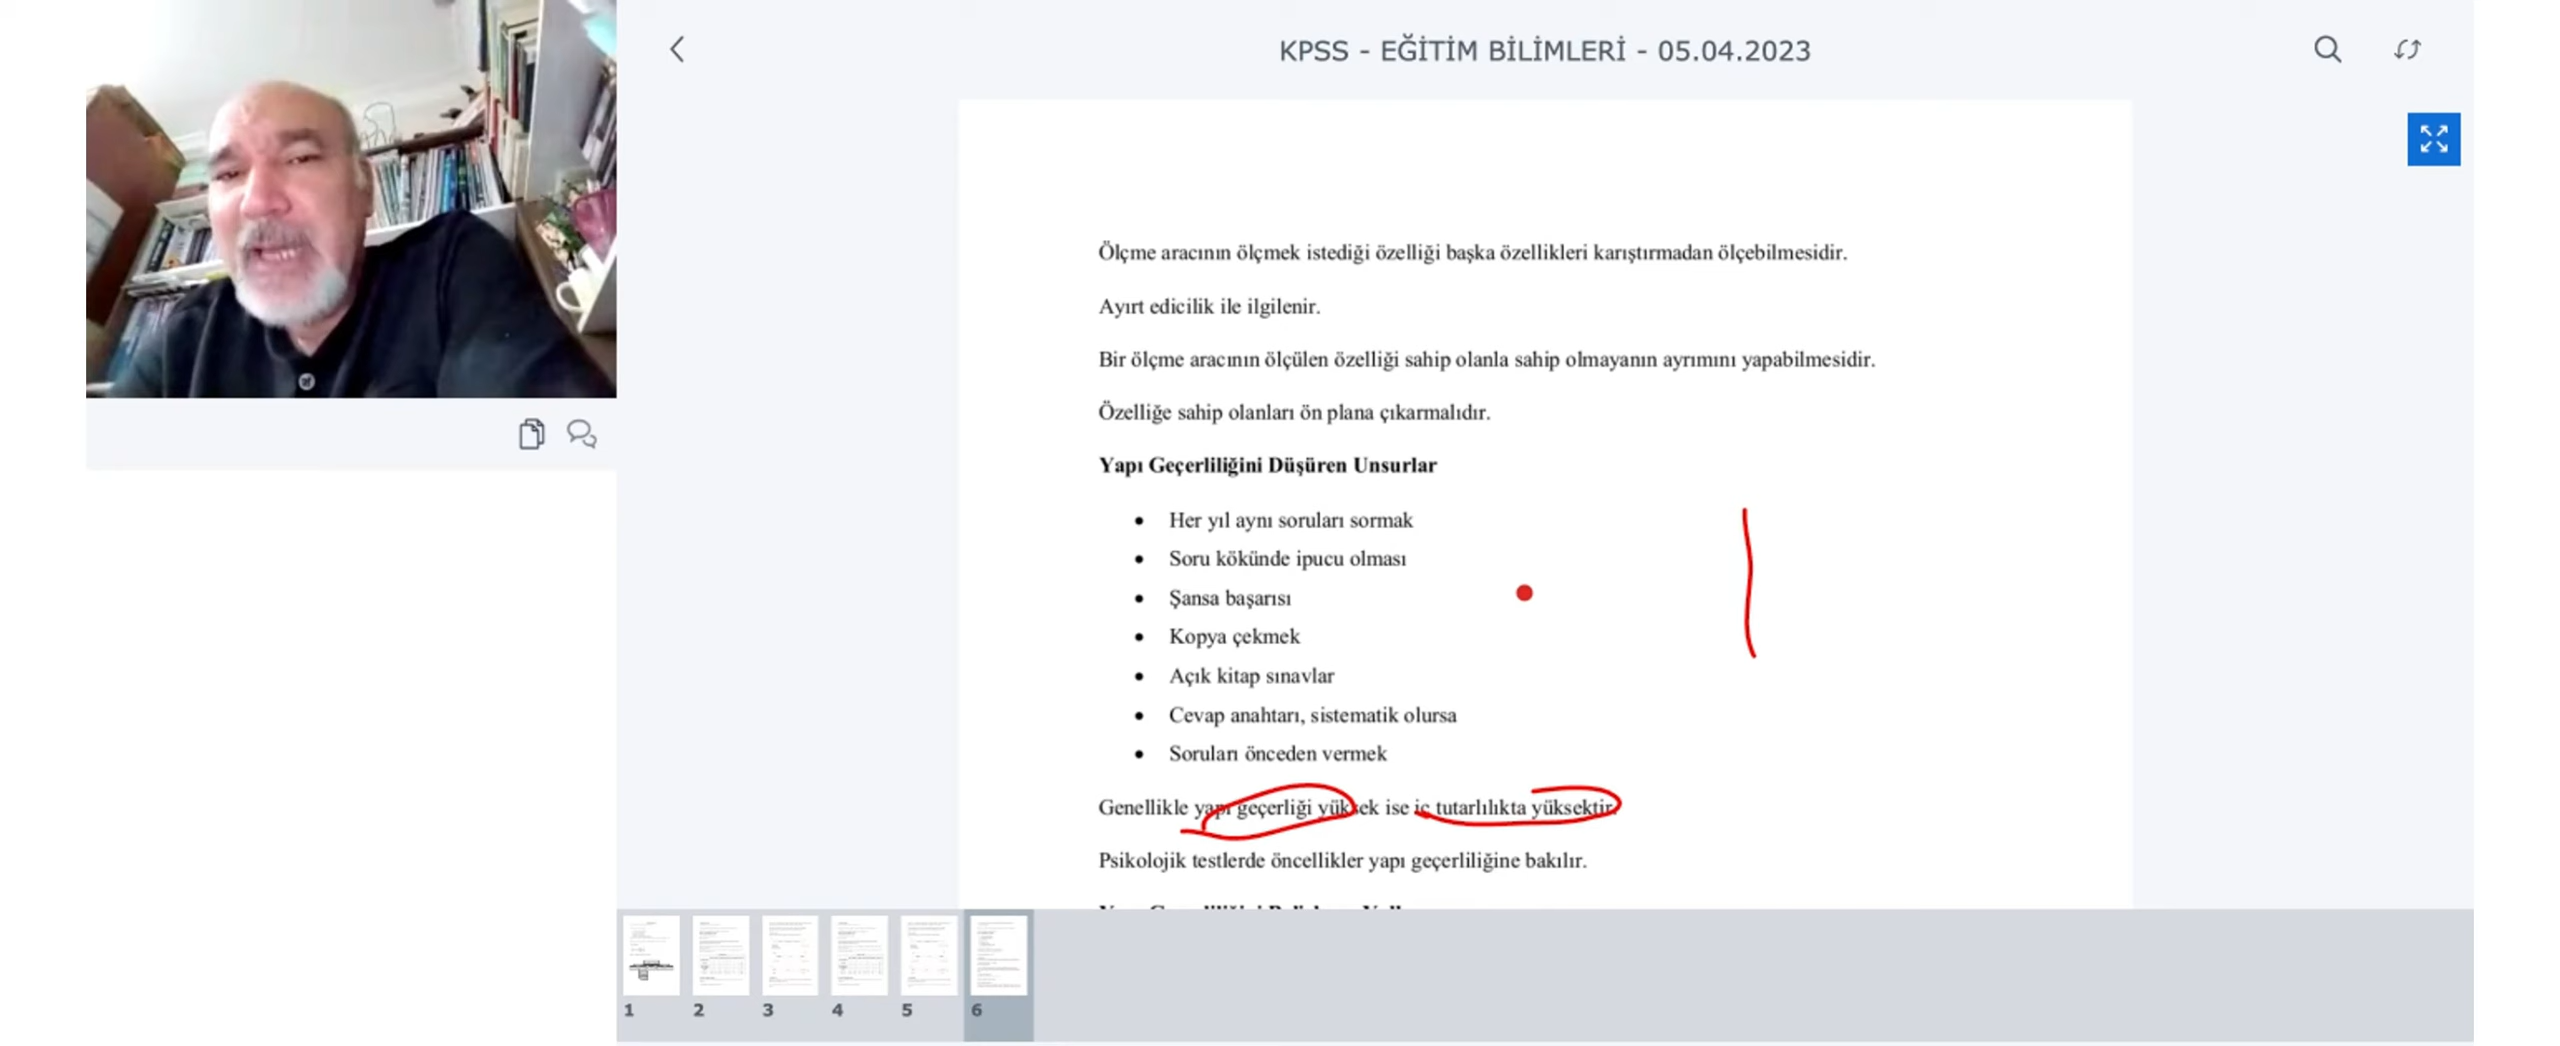 KPSS - EĞİTİM BİLİMLERİ - 05.04.2023
Ölçme aracının ölçmek istediği özelliği başka özellikleri karıştırmadan ölçebilmesidir.
Ayırt edicilik ile ilgilenir.
Bir ölçme aracının ölçülen özelliği sahip olanla sahip olmayanın ayrımını yapabilmesidir.
Özelliğe sahip olanları ön plana çıkarmalıdır.
Yapı Geçerliliğini Düşüren Unsurlar
• Her yıl aynı soruları sormak
• Soru kökünde ipucu olması
• Şansa başarısı
• Kopya çekmek
• Açık kitap sınavlar
• Cevap anahtarı, sistematik olursa
• Soruları önceden vermek
Genellikle yapı geçerliği yüksek ise iç tutarlılıkta yüksektir.
Psikolojik testlerde öncellikler yapı geçerliliğine bakılır.
1 2 3 4 5 6